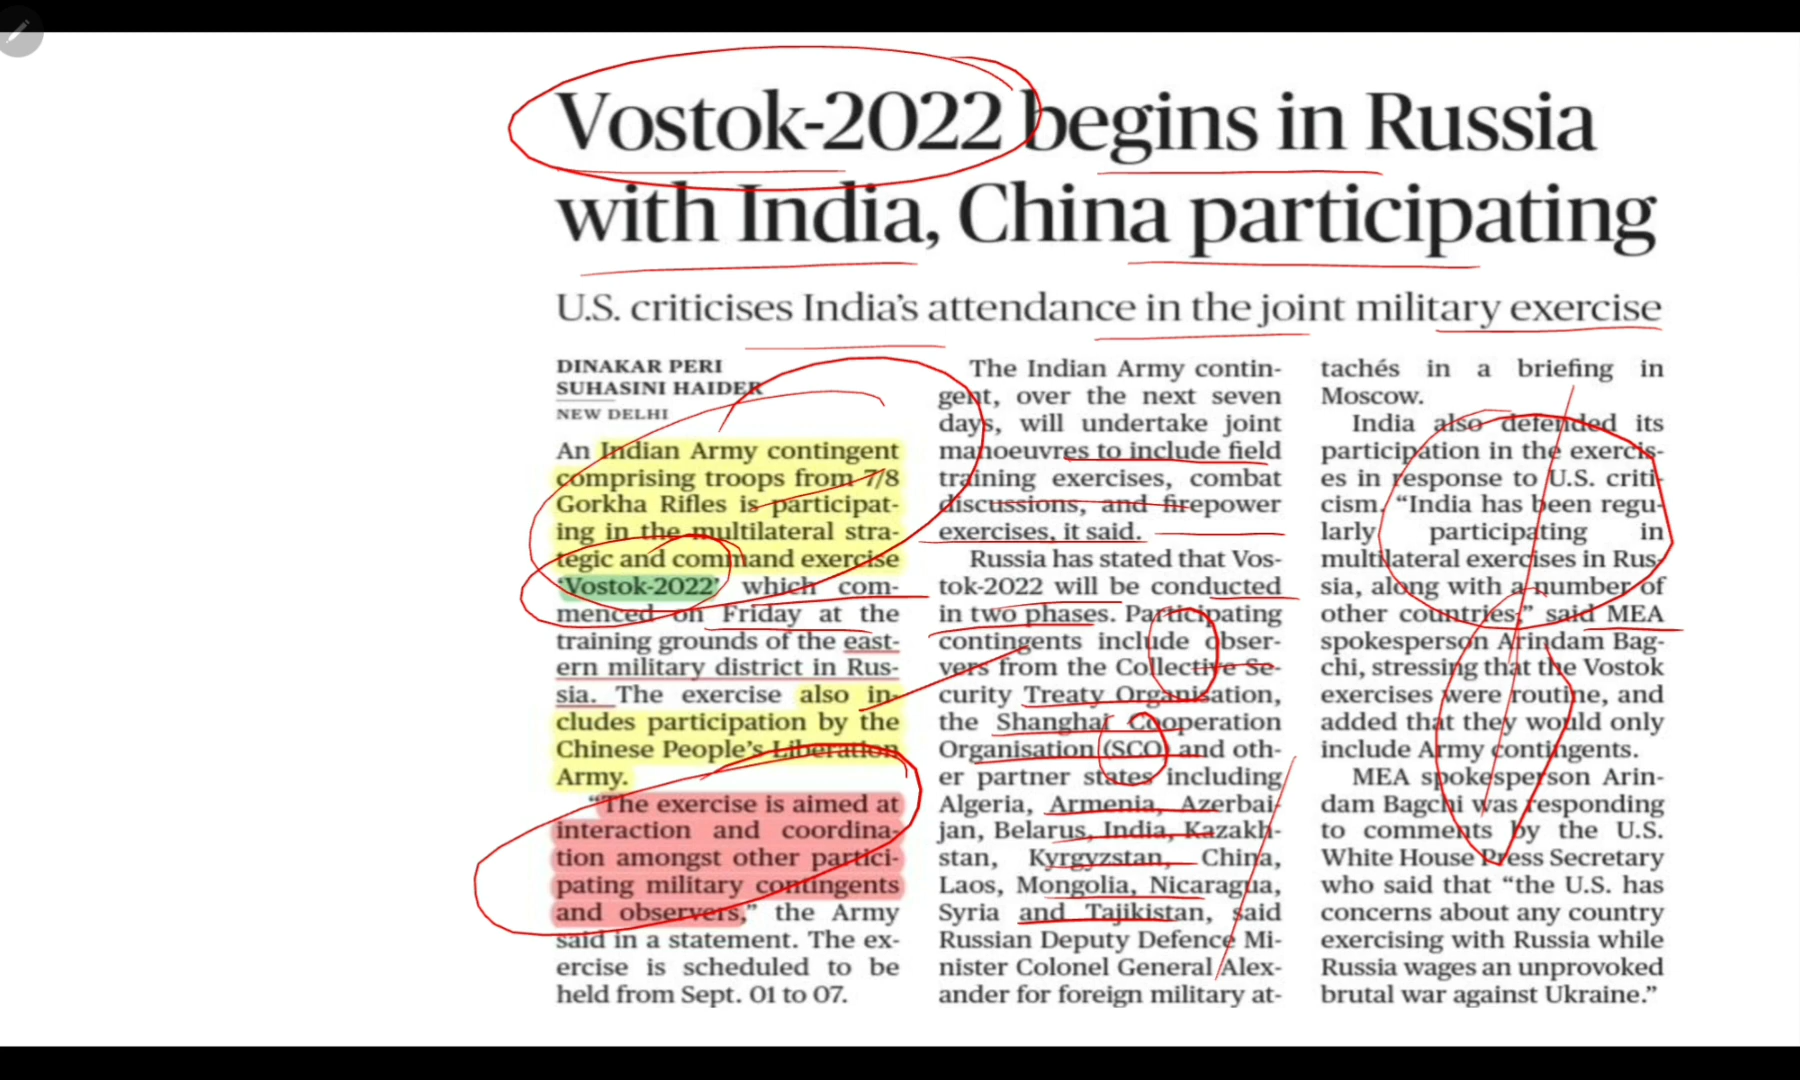 Vostok-2022 begins in Russia
with India, China participating
U.S. criticises India's attendance in the joint military exercise
DINAKAR PERI
SUHASINI HAIDER
NEW DELHI
An Indian Army contingent
comprising troops from 7/8
Gorkha Rifles is participat-
ing in the multilateral stra-
tegic and command exercise
'Vostok-2022' which com-
menced on Friday at the
training grounds of the east-
ern military district in Rus-
sia. The exercise also in-
cludes participation by the
Chinese People's Liberation
Army.
"The exercise is aimed at
interaction and coordina-
tion amongst other partici-
pating military contingents
and observers," the Army
said in a statement. The ex-
ercise is scheduled to be
held from Sept. 01 to 07.
The Indian Army contin-
gent, over the next seven
days, will undertake joint
manoeuvres to include field
training exercises, combat
discussions, and firepower
exercises, it said.
Russia has stated that Vos-
tok-2022 will be conducted
in two phases. Participating
contingents include obser-
vers from the Collective Se-
curity Treaty Organisation,
the Shanghai Cooperation
Organisation (SCO) and oth-
er partner states including
Algeria, Armenia, Azerbai-
jan, Belarus, India, Kazakh-
stan, Kyrgyzstan, China,
Laos, Mongolia, Nicaragua,
Syria and Tajikistan, said
Russian Deputy Defence Mi-
nister Colonel General Alex-
ander for foreign military at-
tachés in a briefing in
Moscow.
India also defended its
participation in the exercis-
es in response to U.S. criti-
cism. "India has been regu-
larly participating in
multilateral exercises in Rus-
sia, along with a number of
other countries," said MEA
spokesperson Arindam Bag-
chi, stressing that the Vostok
exercises were routine, and
added that they would only
include Army contingents.
MEA spokesperson Arin-
dam Bagchi was responding
to comments by the U.S.
White House Press Secretary
who said that "the U.S. has
concerns about any country
exercising with Russia while
Russia wages an unprovoked
brutal war against Ukraine."